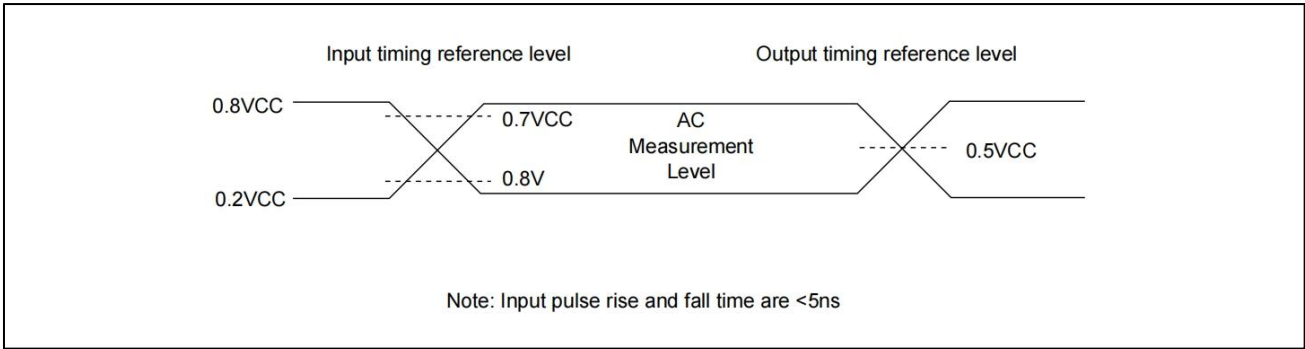 Input timing reference level
Output timing reference level
0.8VCC
0.7VCC
AC
Measurement
Level
0.5VCC
0.8V
0.2VCC
Note: Input pulse rise and fall time are <5ns